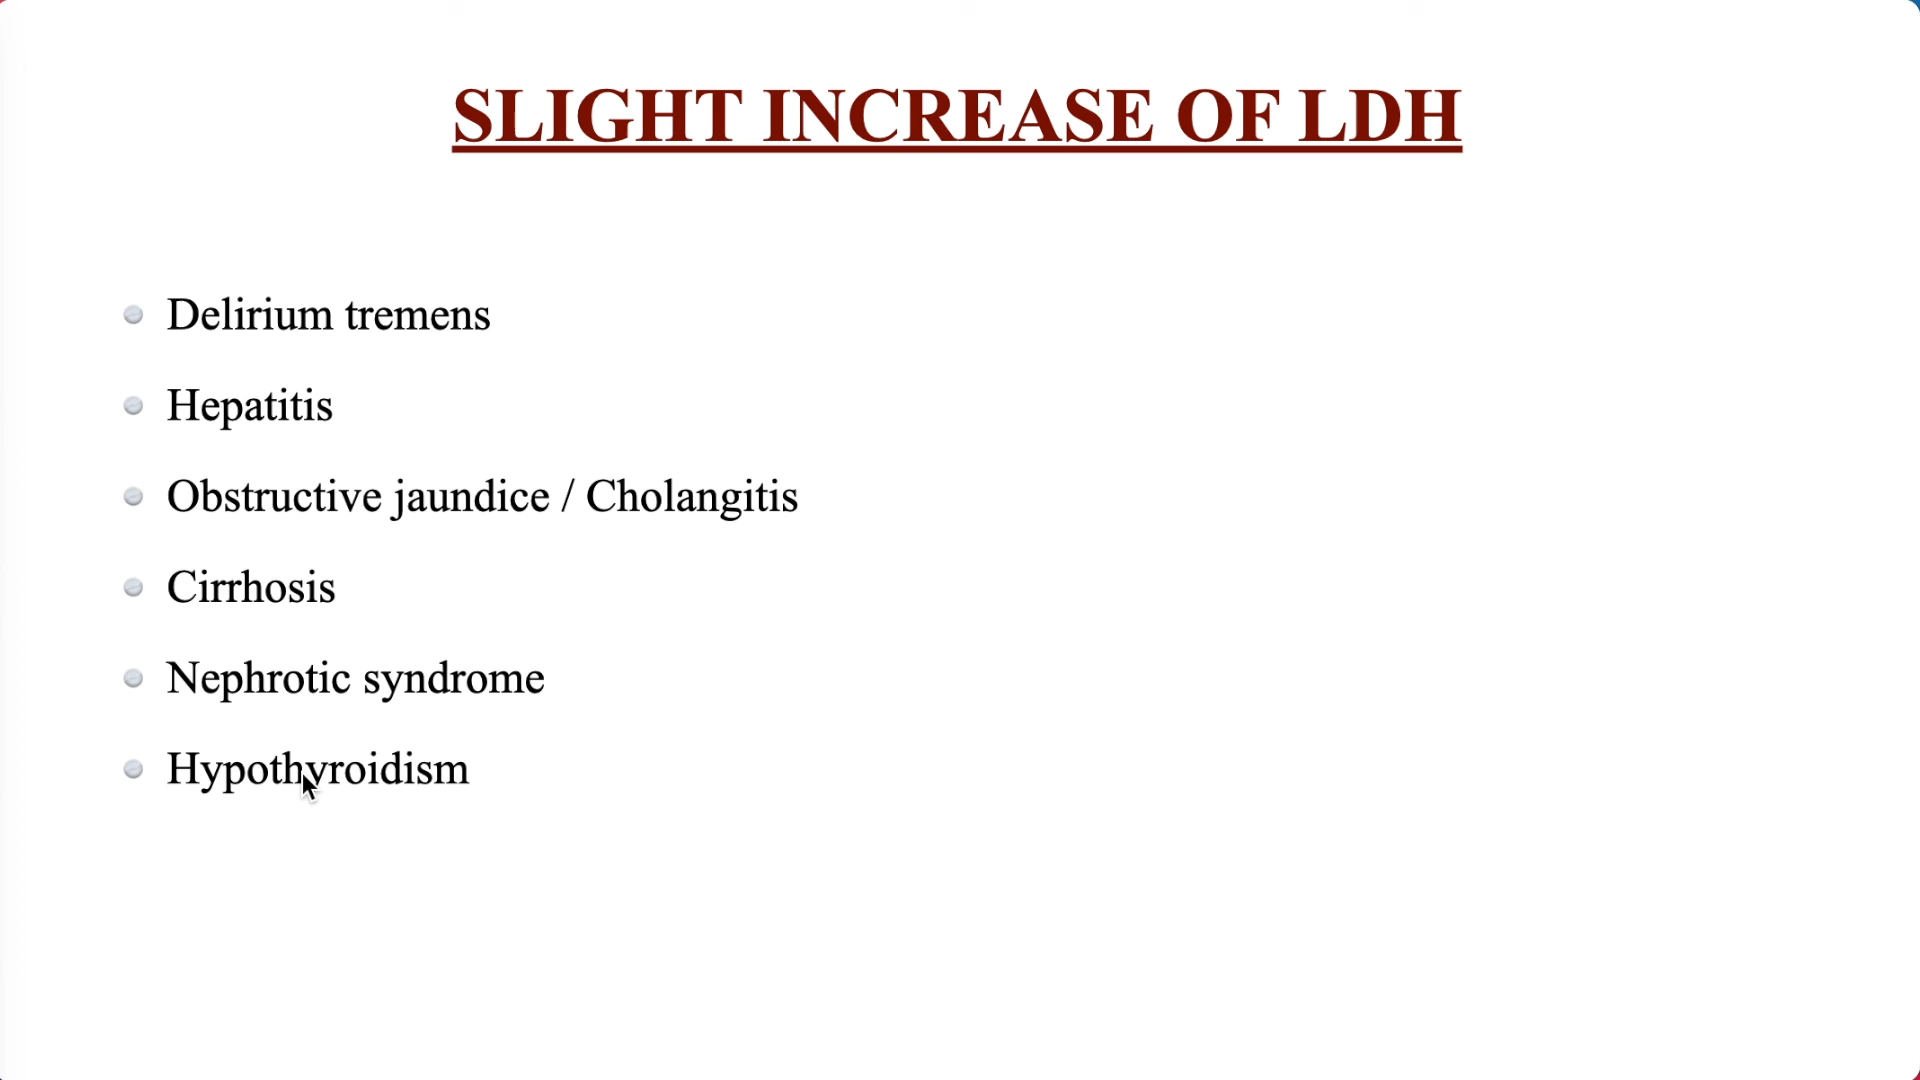 SLIGHT INCREASE OF LDH
Delirium tremens
Hepatitis
Obstructive jaundice / Cholangitis
Cirrhosis
Nephrotic syndrome
Hypothyroidism